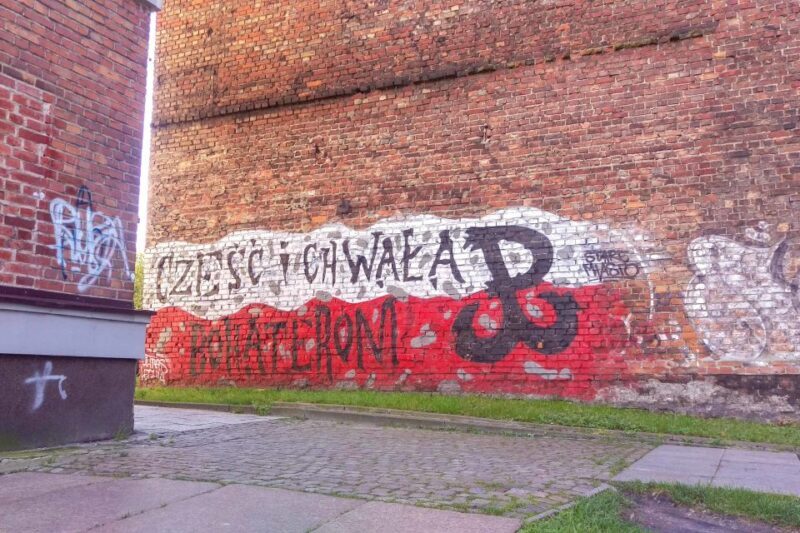 CZEŚĆ i CHWAŁA
BOHATEROM
STARE
MIASTO